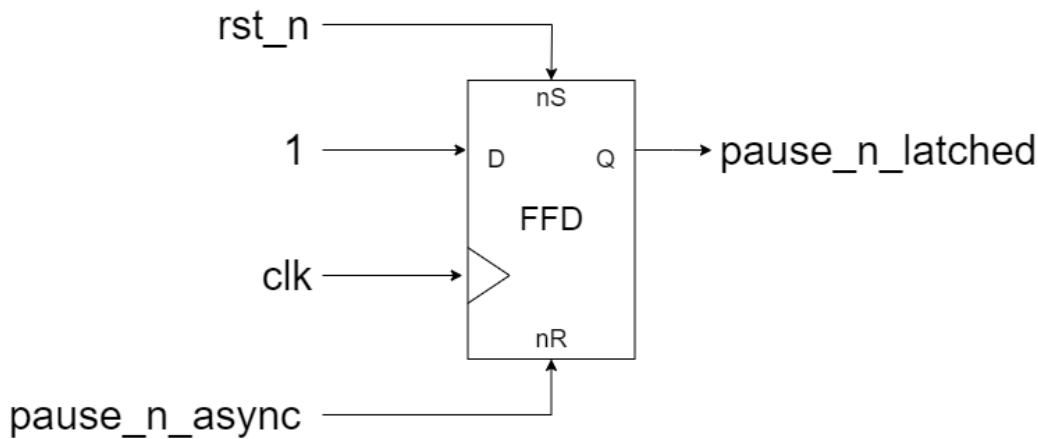 rst_n
nS
1
D
Q
pause_n_latched
FFD
clk
nR
pause_n_async